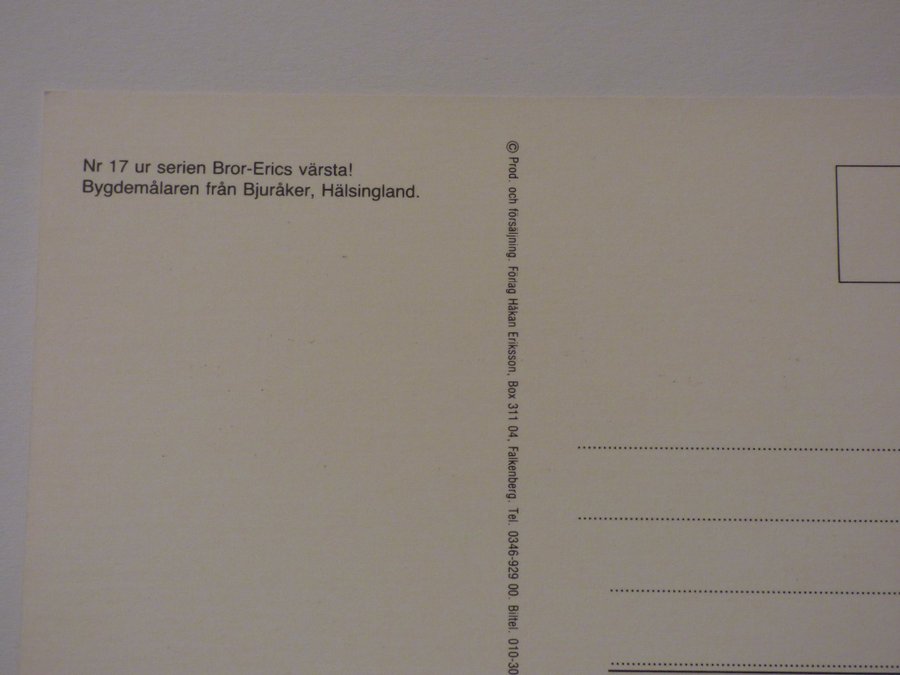 Nr 17 ur serien Bror-Erics värsta!
Bygdemålaren från Bjuråker, Hälsingland.
© Prod. och försäljning. Förlag Håkan Eriksson, Box 311 04, Falkenberg. Tel. 0346-929 00. Biltel. 010-30